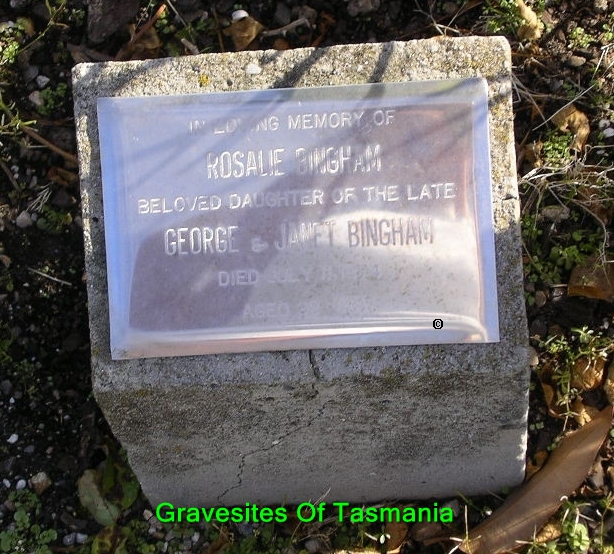 IN LOVING MEMORY OF
ROSALIE BINGHAM
BELOVED DAUGHTER OF THE LATE
GEORGE & JANET BINGHAM
DIED JULY
AGED
©
Gravesites Of Tasmania